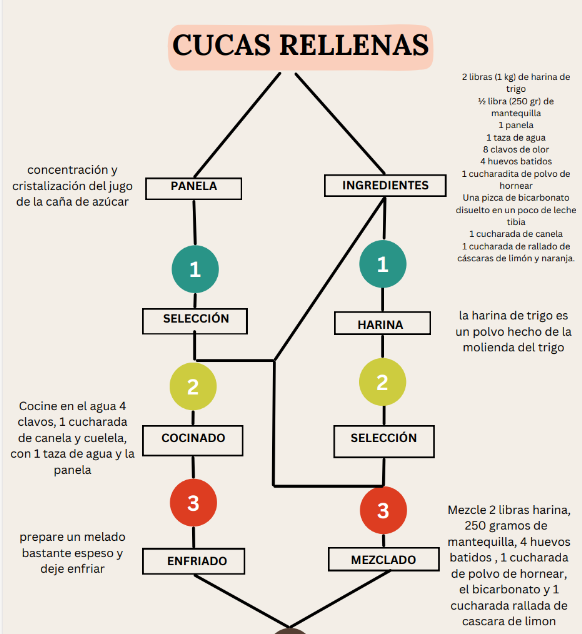 CUCAS RELLENAS
2 libras (1 kg) de harina de
trigo
½ libra (250 gr) de
mantequilla
1 panela
1 taza de agua
8 clavos de olor
4 huevos batidos
1 cucharadita de polvo de
hornear
Una pizca de bicarbonato
disuelto en un poco de leche
tibia
1 cucharada de canela
1 cucharada de rallado de
cáscaras de limón y naranja.
concentración y
cristalización del jugo
de la caña de azúcar
PANELA
INGREDIENTES
1
1
SELECCIÓN
HARINA
la harina de trigo es
un polvo hecho de la
molienda del trigo
2
2
Cocine en el agua 4
clavos, 1 cucharada
de canela y cuelela,
con 1 taza de agua y la
panela
COCINADO
SELECCIÓN
3
3
prepare un melado
bastante espeso y
deje enfriar
ENFRIADO
MEZCLADO
Mezcle 2 libras harina,
250 gramos de
mantequilla, 4 huevos
batidos , 1 cucharada
de polvo de hornear,
el bicarbonato y 1
cucharada rallada de
cascara de limon